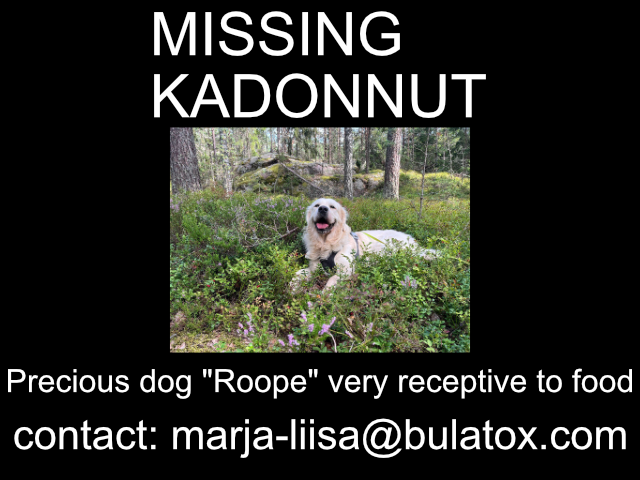 MISSING
KADONNUT
Precious dog "Roope" very receptive to food
contact: marja-liisa@bulatox.com